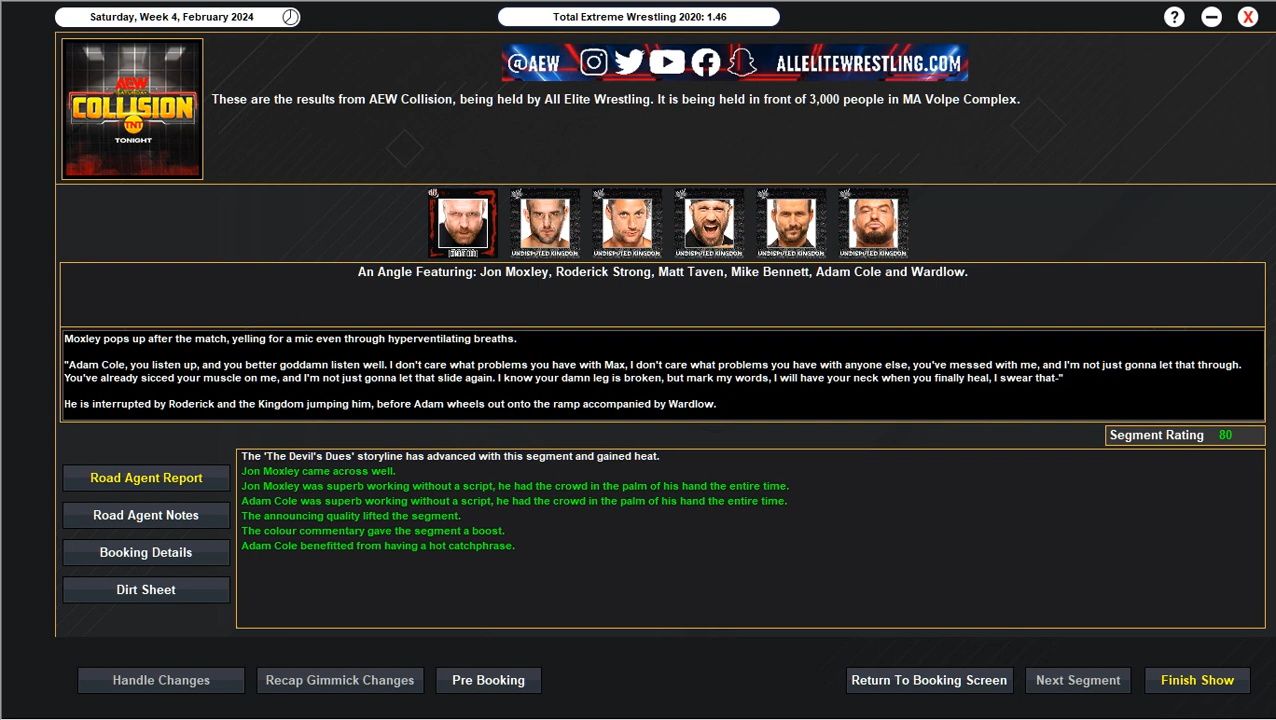 Saturday, Week 4, February 2024
Total Extreme Wrestling 2020: 1.46
?
X
@AEW
ALLELITEWRESTLING.COM
AEW
SATURDAY
COLLISION
TNT
TONIGHT
These are the results from AEW Collision, being held by All Elite Wrestling. It is being held in front of 3,000 people in MA Volpe Complex.
UNDISPUTED KINGDOM
UNDISPUTED KINGDOM
UNDISPUTED KINGDOM
UNDISPUTED KINGDOM
UNDISPUTED KINGDOM
An Angle Featuring: Jon Moxley, Roderick Strong, Matt Taven, Mike Bennett, Adam Cole and Wardlow.
Moxley pops up after the match, yelling for a mic even through hyperventilating breaths.
"Adam Cole, you listen up, and you better goddamn listen well. I don't care what problems you have with Max, I don't care what problems you have with anyone else, you've messed with me, and I'm not just gonna let that through.
You've already sicced your muscle on me, and I'm not just gonna let that slide again. I know your damn leg is broken, but mark my words, I will have your neck when you finally heal, I swear that-"
He is interrupted by Roderick and the Kingdom jumping him, before Adam wheels out onto the ramp accompanied by Wardlow.
Segment Rating 80
Road Agent Report
Road Agent Notes
Booking Details
Dirt Sheet
The 'The Devil's Dues' storyline has advanced with this segment and gained heat.
Jon Moxley came across well.
Jon Moxley was superb working without a script, he had the crowd in the palm of his hand the entire time.
Adam Cole was superb working without a script, he had the crowd in the palm of his hand the entire time.
The announcing quality lifted the segment.
The colour commentary gave the segment a boost.
Adam Cole benefitted from having a hot catchphrase.
Handle Changes
Recap Gimmick Changes
Pre Booking
Return To Booking Screen
Next Segment
Finish Show